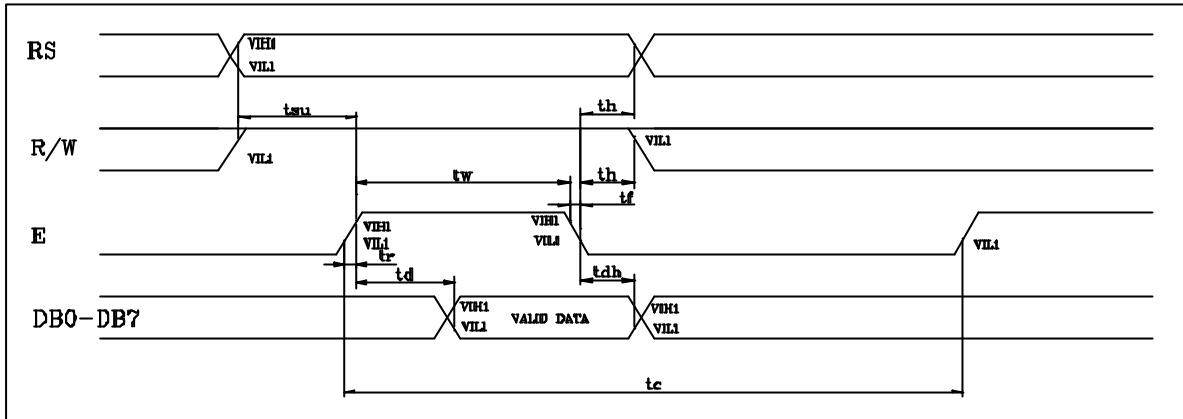 RS
VIH1
VIL1
tsu
th
R/W
VIL1
VIL1
tw
th
tf
E
VIH1
VIL1
VIH1
VIL1
VIL1
tr
td
tdh
DB0-DB7
VIH1
VIL1
VALID DATA
VIH1
VIL1
tc